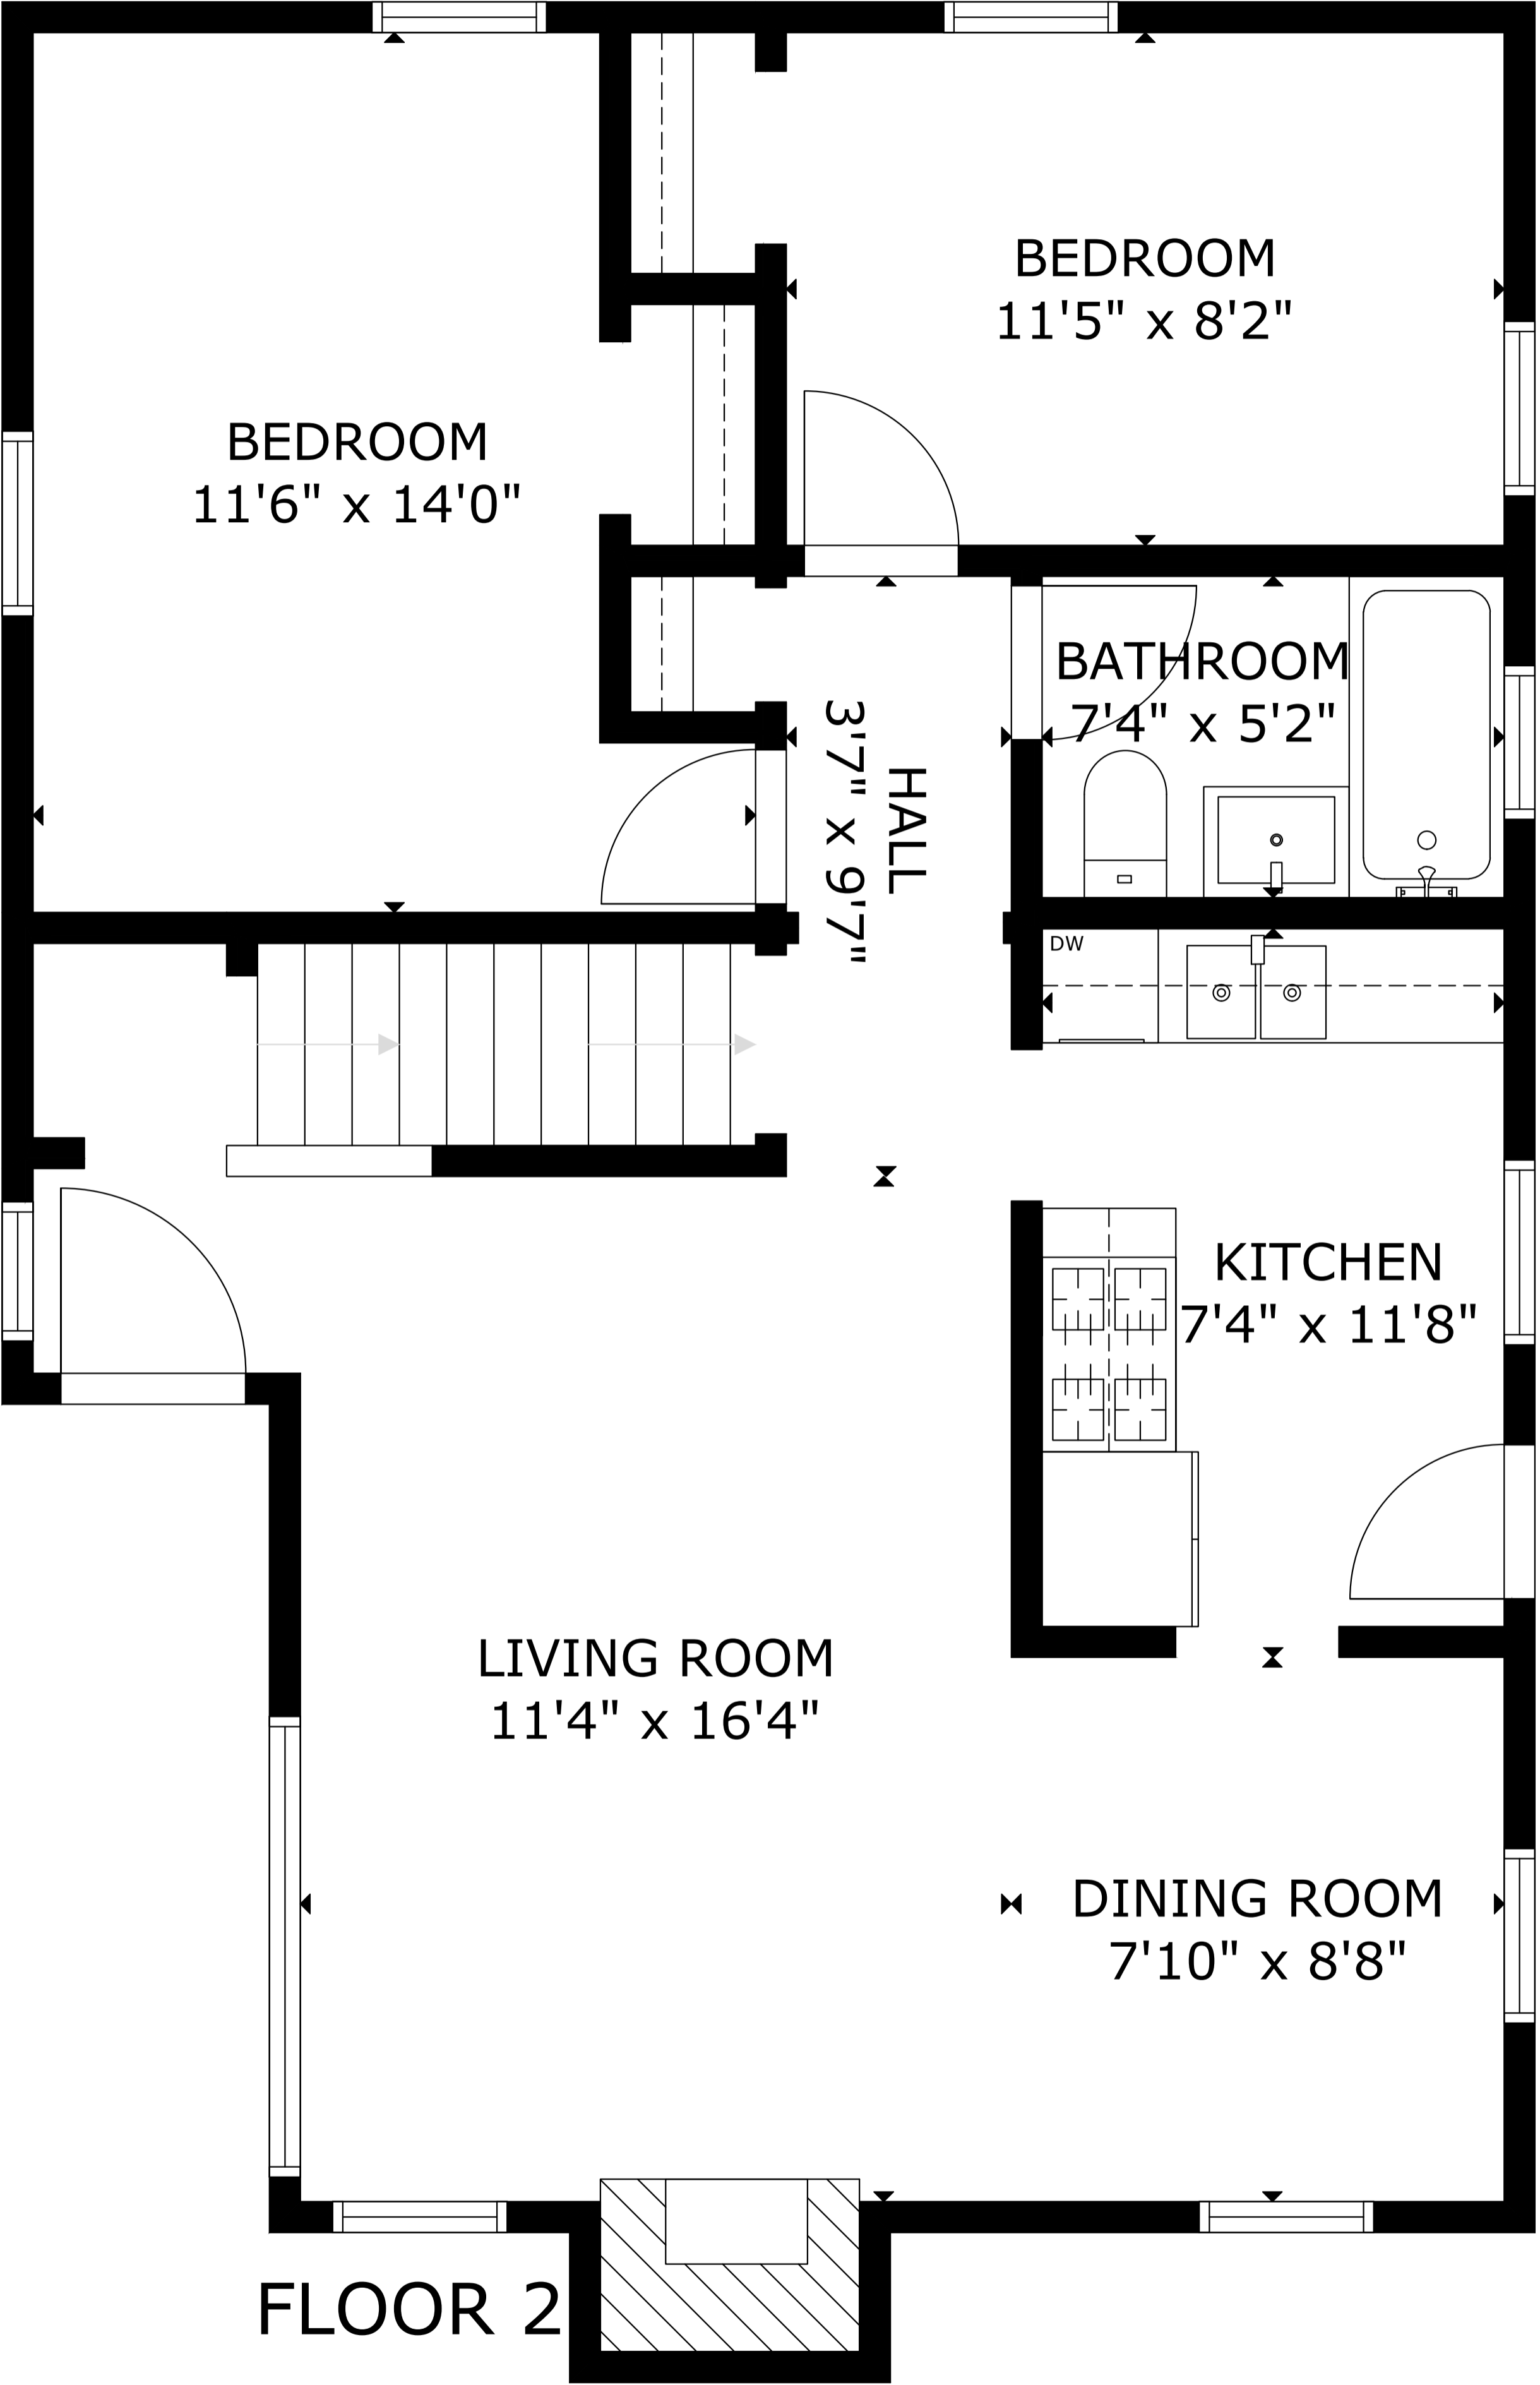 BEDROOM
11'5" x 8'2"
BEDROOM
11'6" x 14'0"
BATHROOM
7'4" x 5'2"
HALL
3'7" x 9'7"
DW
KITCHEN
7'4" x 11'8"
LIVING ROOM
11'4" x 16'4"
DINING ROOM
7'10" x 8'8"
FLOOR 2